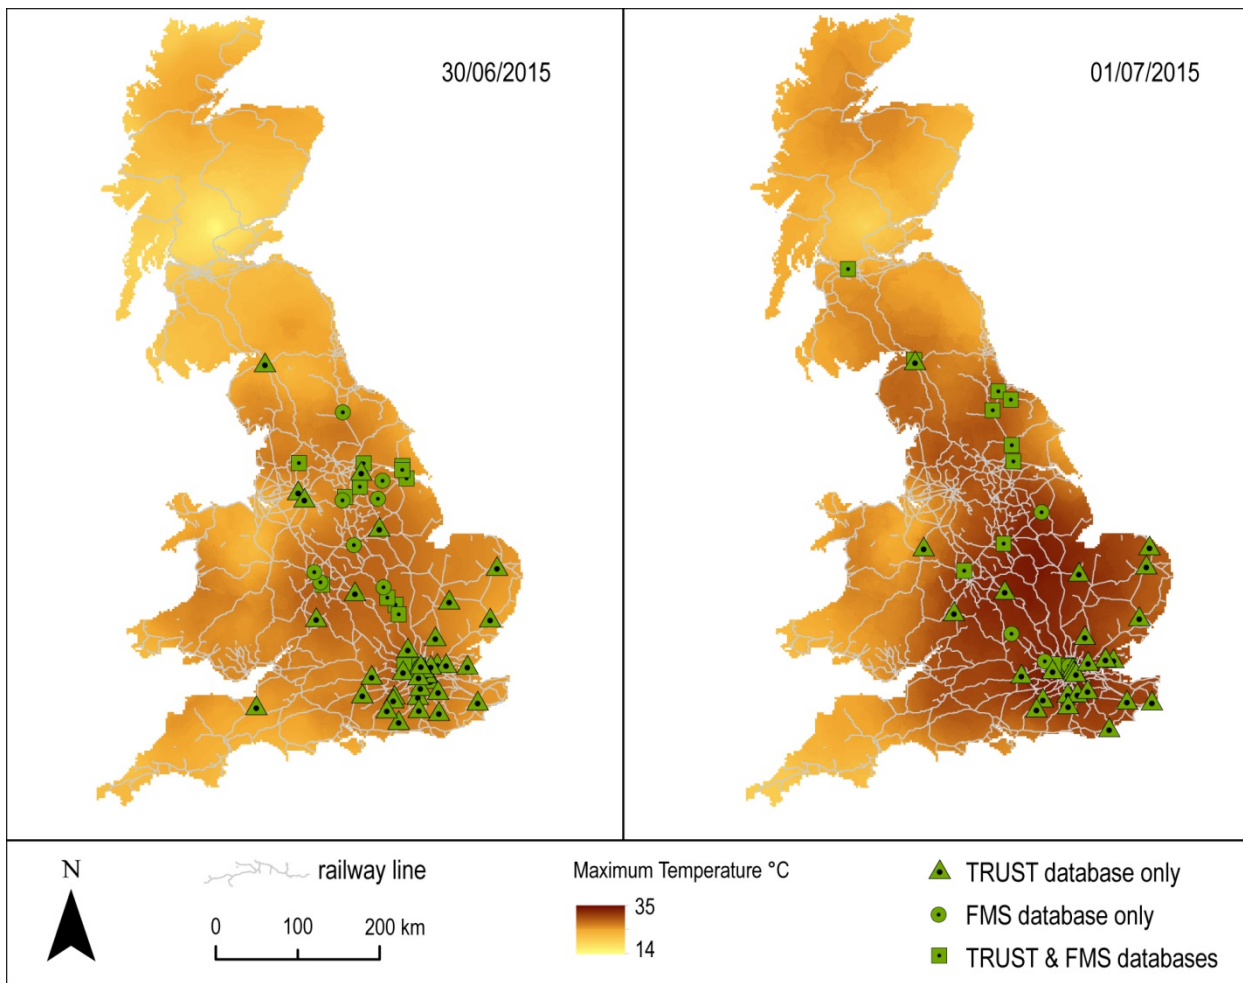 30/06/2015
01/07/2015
N
railway line
0 100 200 km
Maximum Temperature °C
35
14
TRUST database only
FMS database only
TRUST & FMS databases